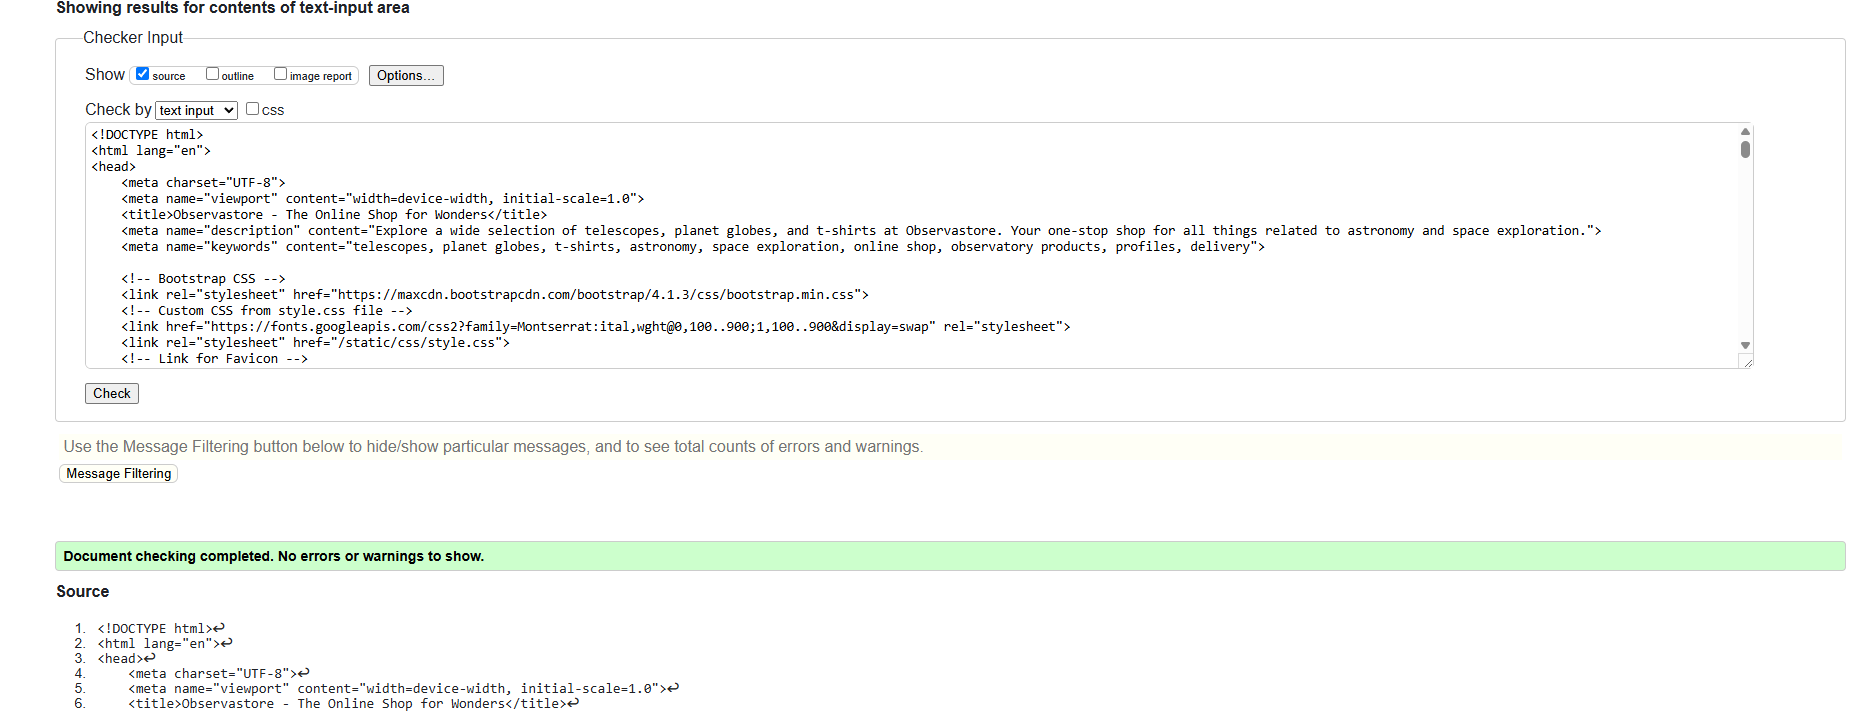 Showing results for contents of text-input area
Checker Input
Show source outline image report Options...
Check by text input css
<!DOCTYPE html>
<html lang="en">
<head>
    <meta charset="UTF-8">
    <meta name="viewport" content="width=device-width, initial-scale=1.0">
    <title>Observastore - The Online Shop for Wonders</title>
    <meta name="description" content="Explore a wide selection of telescopes, planet globes, and t-shirts at Observastore. Your one-stop shop for all things related to astronomy and space exploration.">
    <meta name="keywords" content="telescopes, planet globes, t-shirts, astronomy, space exploration, online shop, observatory products, profiles, delivery">
    <!-- Bootstrap CSS -->
    <link rel="stylesheet" href="https://maxcdn.bootstrapcdn.com/bootstrap/4.1.3/css/bootstrap.min.css">
    <!-- Custom CSS from style.css file -->
    <link href="https://fonts.googleapis.com/css2?family=Montserrat:ital,wght@0,100..900;1,100..900&display=swap" rel="stylesheet">
    <link rel="stylesheet" href="/static/css/style.css">
    <!-- Link for Favicon -->
Check
Use the Message Filtering button below to hide/show particular messages, and to see total counts of errors and warnings.
Message Filtering
Document checking completed. No errors or warnings to show.
Source
1. <!DOCTYPE html>↩
2. <html lang="en">↩
3. <head>↩
4.     <meta charset="UTF-8">↩
5.     <meta name="viewport" content="width=device-width, initial-scale=1.0">↩
6.     <title>Observastore - The Online Shop for Wonders</title>↩